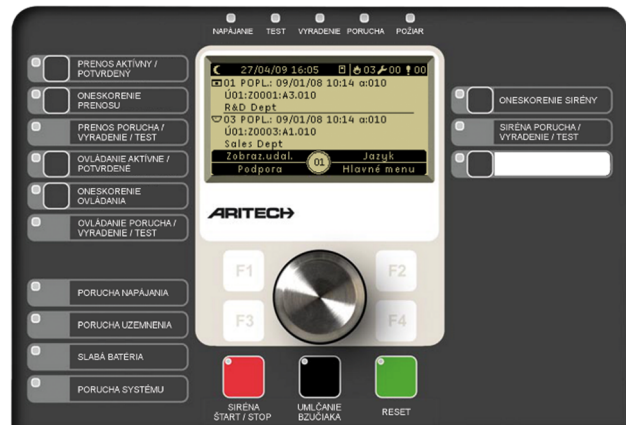 NAPÁJANIE TEST VYRADENIE PORUCHA POŽIAR
PRENOS AKTÍVNY /
POTVRDENÝ
ONESKORENIE
PRENOSU
PRENOS PORUCHA /
VYRADENIE / TEST
OVLÁDANIE AKTÍVNE /
POTVRDENÉ
ONESKORENIE
OVLÁDANIA
OVLÁDANIE PORUCHA /
VYRADENIE / TEST
PORUCHA NAPÁJANIA
PORUCHA UZEMNENIA
SLABÁ BATÉRIA
PORUCHA SYSTÉMU
27/04/09 16:05 03 00 00
01 POPL.: 09/01/08 10:14 α:010
Ú01:Z0001:A3.010
R&D Dept
03 POPL.: 09/01/08 10:14 α:010
Ú01:Z0003:A1.010
Sales Dept
Zobraz.udal. 01 Jazyk
Podpora Hlavné menu
ARITECH
F1 F2
F3 F4
SIRÉNA
ŠTART / STOP
UMLČANIE
BZUČIAKA
RESET
ONESKORENIE SIRÉNY
SIRÉNA PORUCHA /
VYRADENIE / TEST